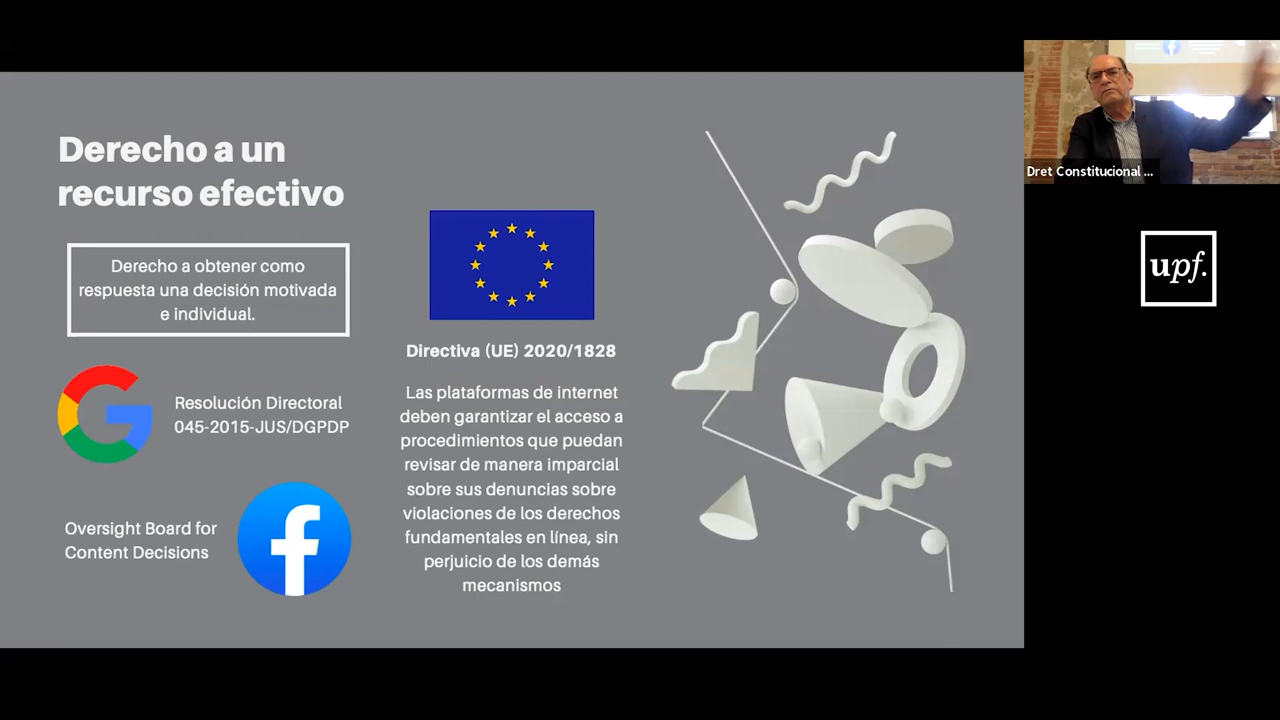 Derecho a un
recurso efectivo
Derecho a obtener como
respuesta una decisión motivada
e individual.
Resolución Directoral
045-2015-JUS/DGPDP
Oversight Board for
Content Decisions
Directiva (UE) 2020/1828
Las plataformas de internet
deben garantizar el acceso a
procedimientos que puedan
revisar de manera imparcial
sobre sus denuncias sobre
violaciones de los derechos
fundamentales en línea, sin
perjuicio de los demás
mecanismos
Dret Constitucional ...
upf.